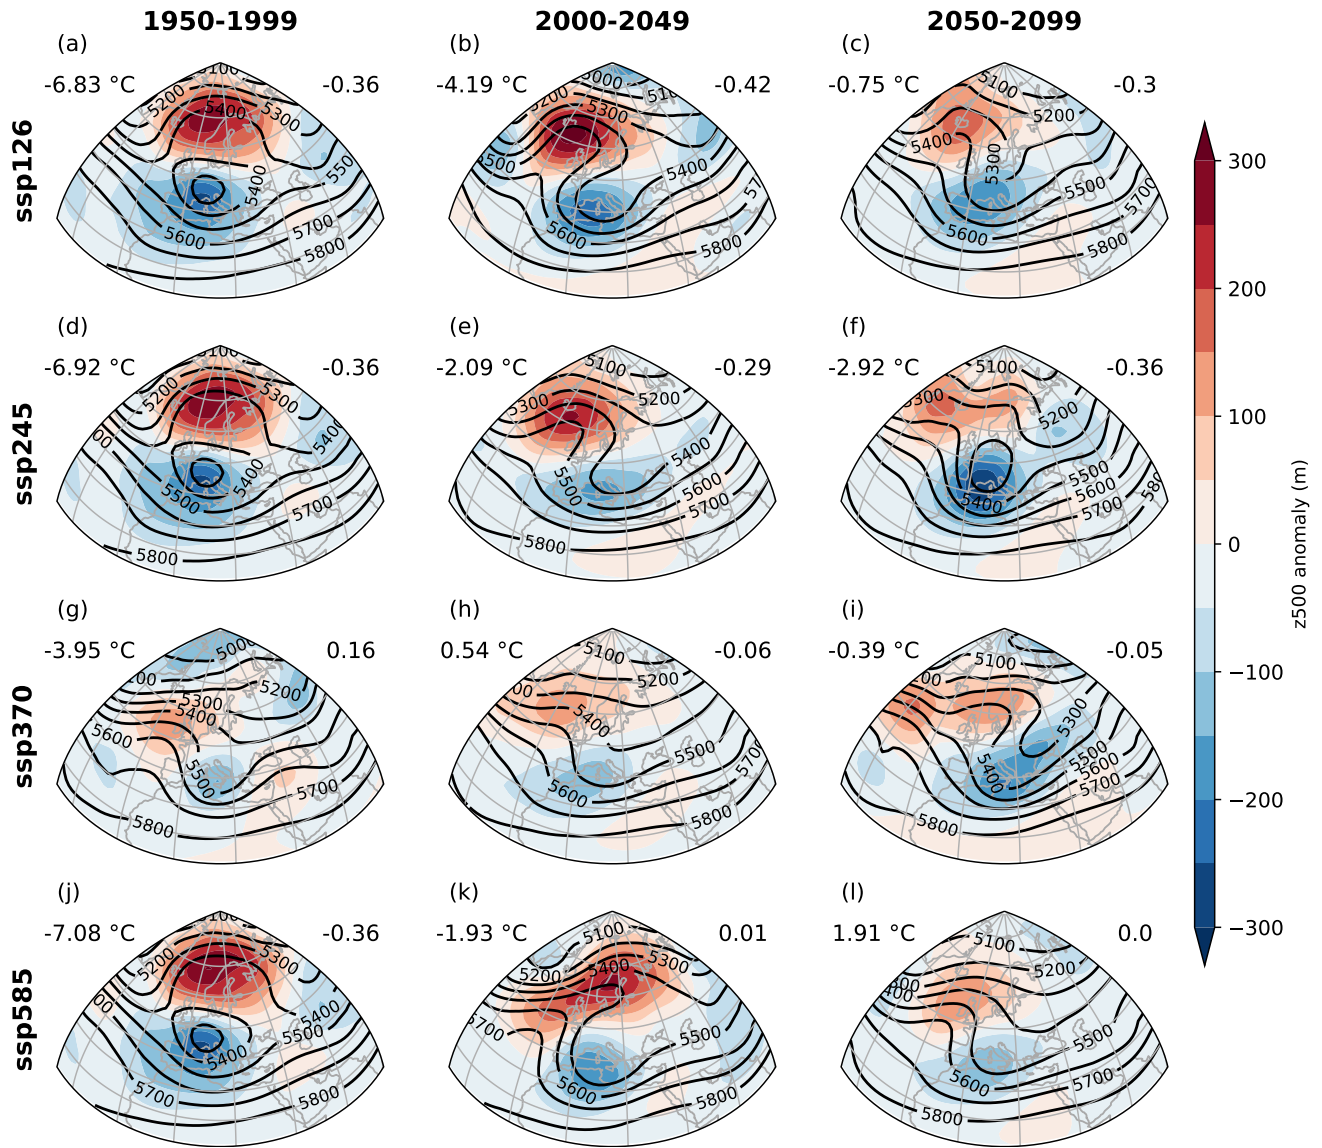 1950-1999 2000-2049 2050-2099
(a) (b) (c)
-6.83 °C -0.36 -4.19 °C -0.42 -0.75 °C -0.3
ssp126
5200 5400 5300 5400 5600 5700 5800
5200 5300 5400 5600 5800
5100 5200 5400 5300 5500 5600 5700 5800
(d) (e) (f)
-6.92 °C -0.36 -2.09 °C -0.29 -2.92 °C -0.36
ssp245
5200 5300 5400 5400 5500 5700 5800
5100 5300 5200 5400 5500 5600 5700 5800
5100 5200 5400 5500 5600 5700
(g) (h) (i)
-3.95 °C 0.16 0.54 °C -0.06 -0.39 °C -0.05
ssp370
5200 5300 5400 5600 5500 5700 5800
5100 5200 5400 5500 5600 5800
5100 5300 5400 5500 5600 5700 5800
(j) (k) (l)
-7.08 °C -0.36 -1.93 °C 0.01 1.91 °C 0.0
ssp585
5200 5300 5400 5500 5400 5700 5800
5100 5200 5400 5300 5700 5500 5600 5800
5100 5200 5500 5600 5700 5800
300
200
100
0
−100
−200
−300
z500 anomaly (m)